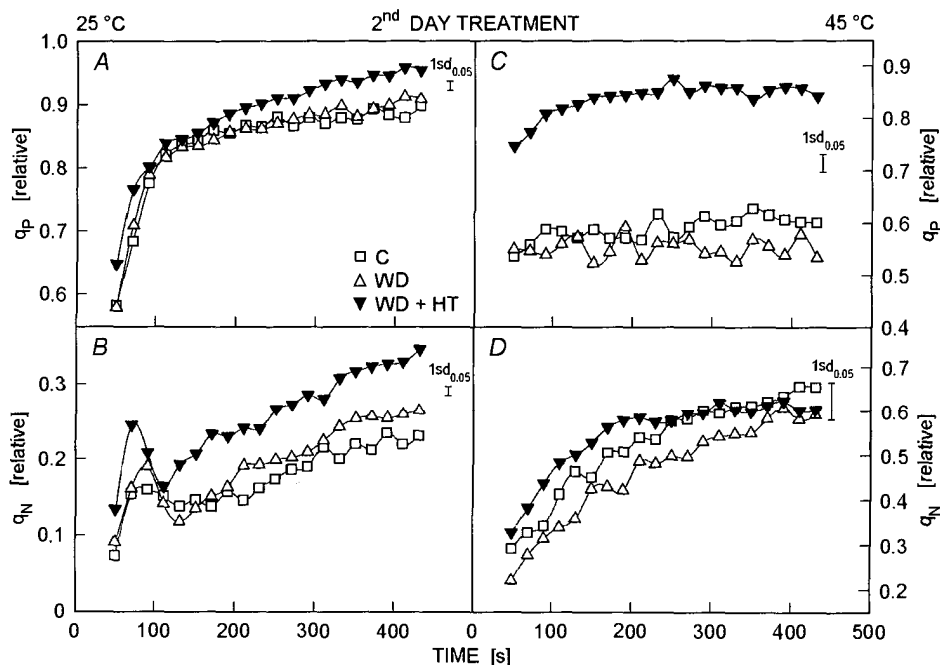 25 °C 2nd DAY TREATMENT 45 °C
A
1.0
0.9
0.8
0.7
0.6
qP [relative]
1sd0.05
C
WD
WD + HT
C
0.9
0.8
0.7
0.6
0.5
0.4
qP [relative]
1sd0.05
B
0.3
0.2
0.1
0
qN [relative]
1sd0.05
D
0.7
0.6
0.5
0.4
0.3
0.2
qN [relative]
1sd0.05
0 100 200 300 400
100 200 300 400 500
TIME [s]